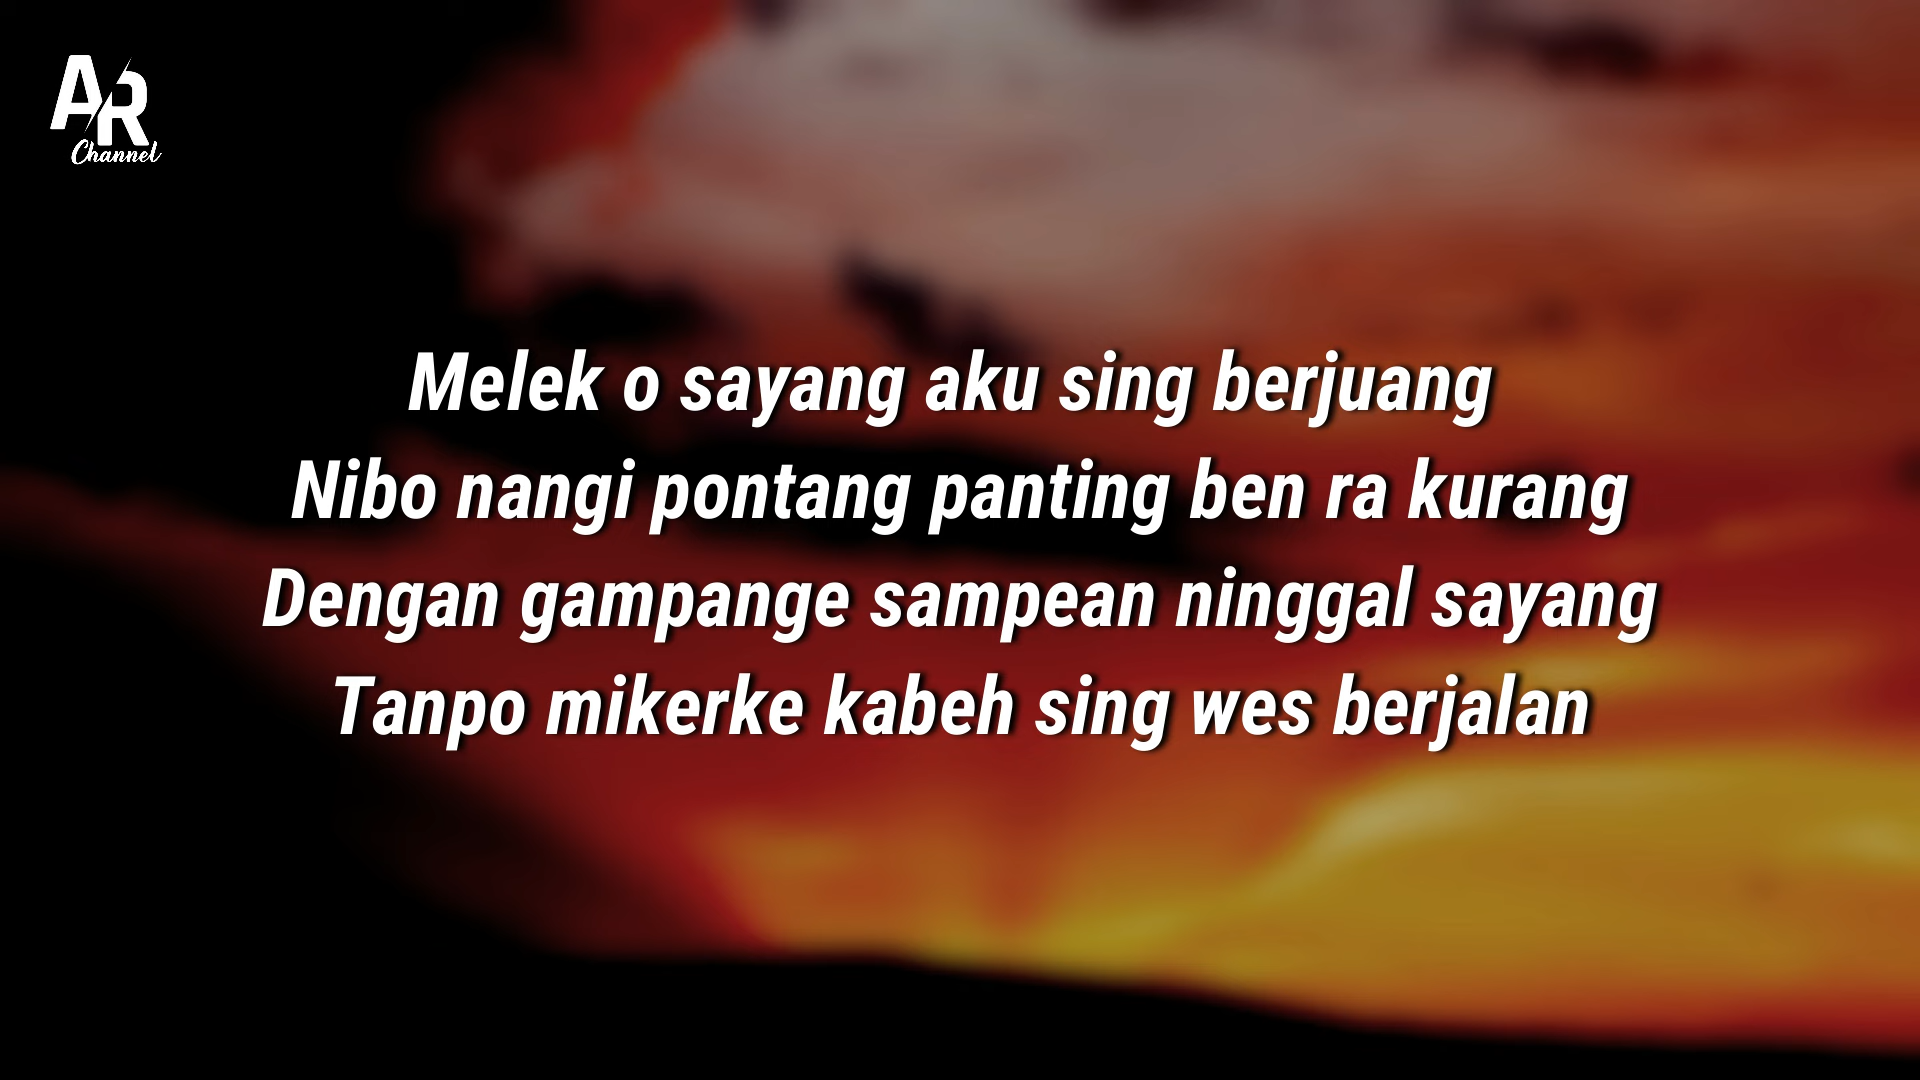 AR
Channel
Melek o sayang aku sing berjuang
Nibo nangi pontang panting ben ra kurang
Dengan gampange sampean ninggal sayang
Tanpo mikerke kabeh sing wes berjalan